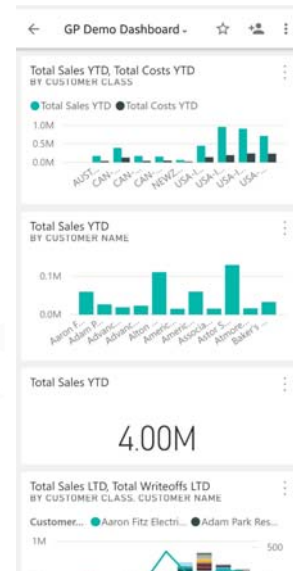 GP Demo Dashboard
Total Sales YTD, Total Costs YTD
BY CUSTOMER CLASS
Total Sales YTD Total Costs YTD
1.0M
0.5M
0.0M
AUST... CAN-... CAN-... CAN-... NEWZ... USA-I... USA-I... USA-I... USA-...
Total Sales YTD
BY CUSTOMER NAME
0.1M
0.0M
Aaron F... Adam P... Advanc... Advanc... Alton ... Americ... Americ... Associa... Astor S... Atmore... Baker's ...
Total Sales YTD
4.00M
Total Sales LTD, Total Writeoffs LTD
BY CUSTOMER CLASS, CUSTOMER NAME
Customer... Aaron Fitz Electri... Adam Park Res...
1M 500